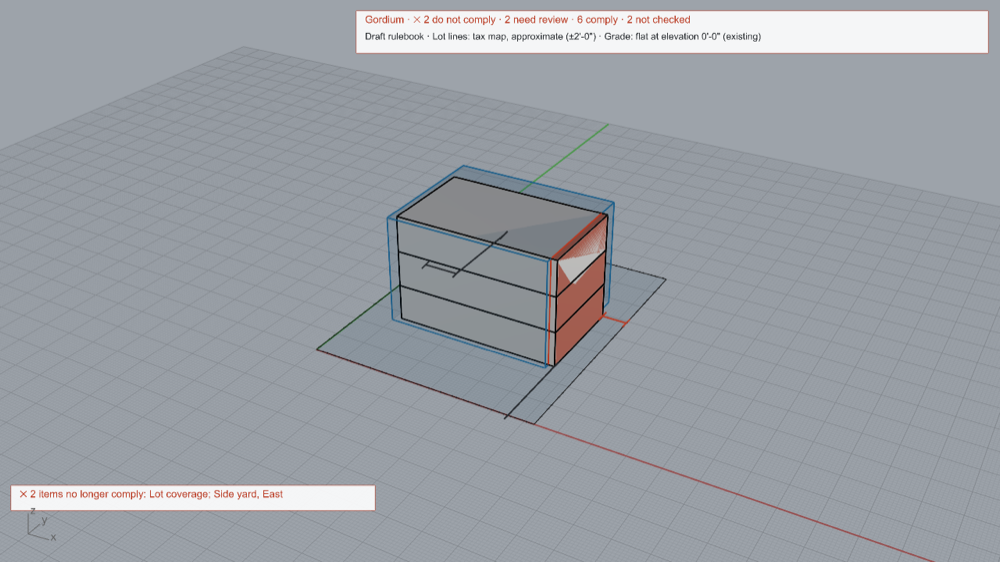 Gordium · ✕ 2 do not comply · 2 need review · 6 comply · 2 not checked
Draft rulebook · Lot lines: tax map, approximate (±2'-0") · Grade: flat at elevation 0'-0" (existing)
✕ 2 items no longer comply: Lot coverage; Side yard, East
z
y
x